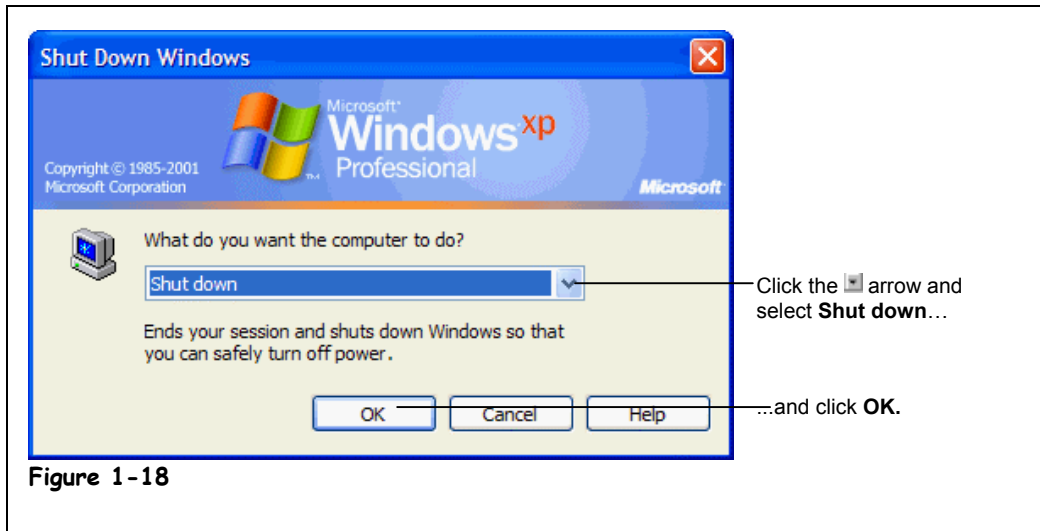 Shut Down Windows
Microsoft®
Windows xp
Professional
Copyright © 1985-2001
Microsoft Corporation
TM
Microsoft
What do you want the computer to do?
Shut down
Click the arrow and
select Shut down…
Ends your session and shuts down Windows so that
you can safely turn off power.
OK Cancel Help
...and click OK.
Figure 1-18